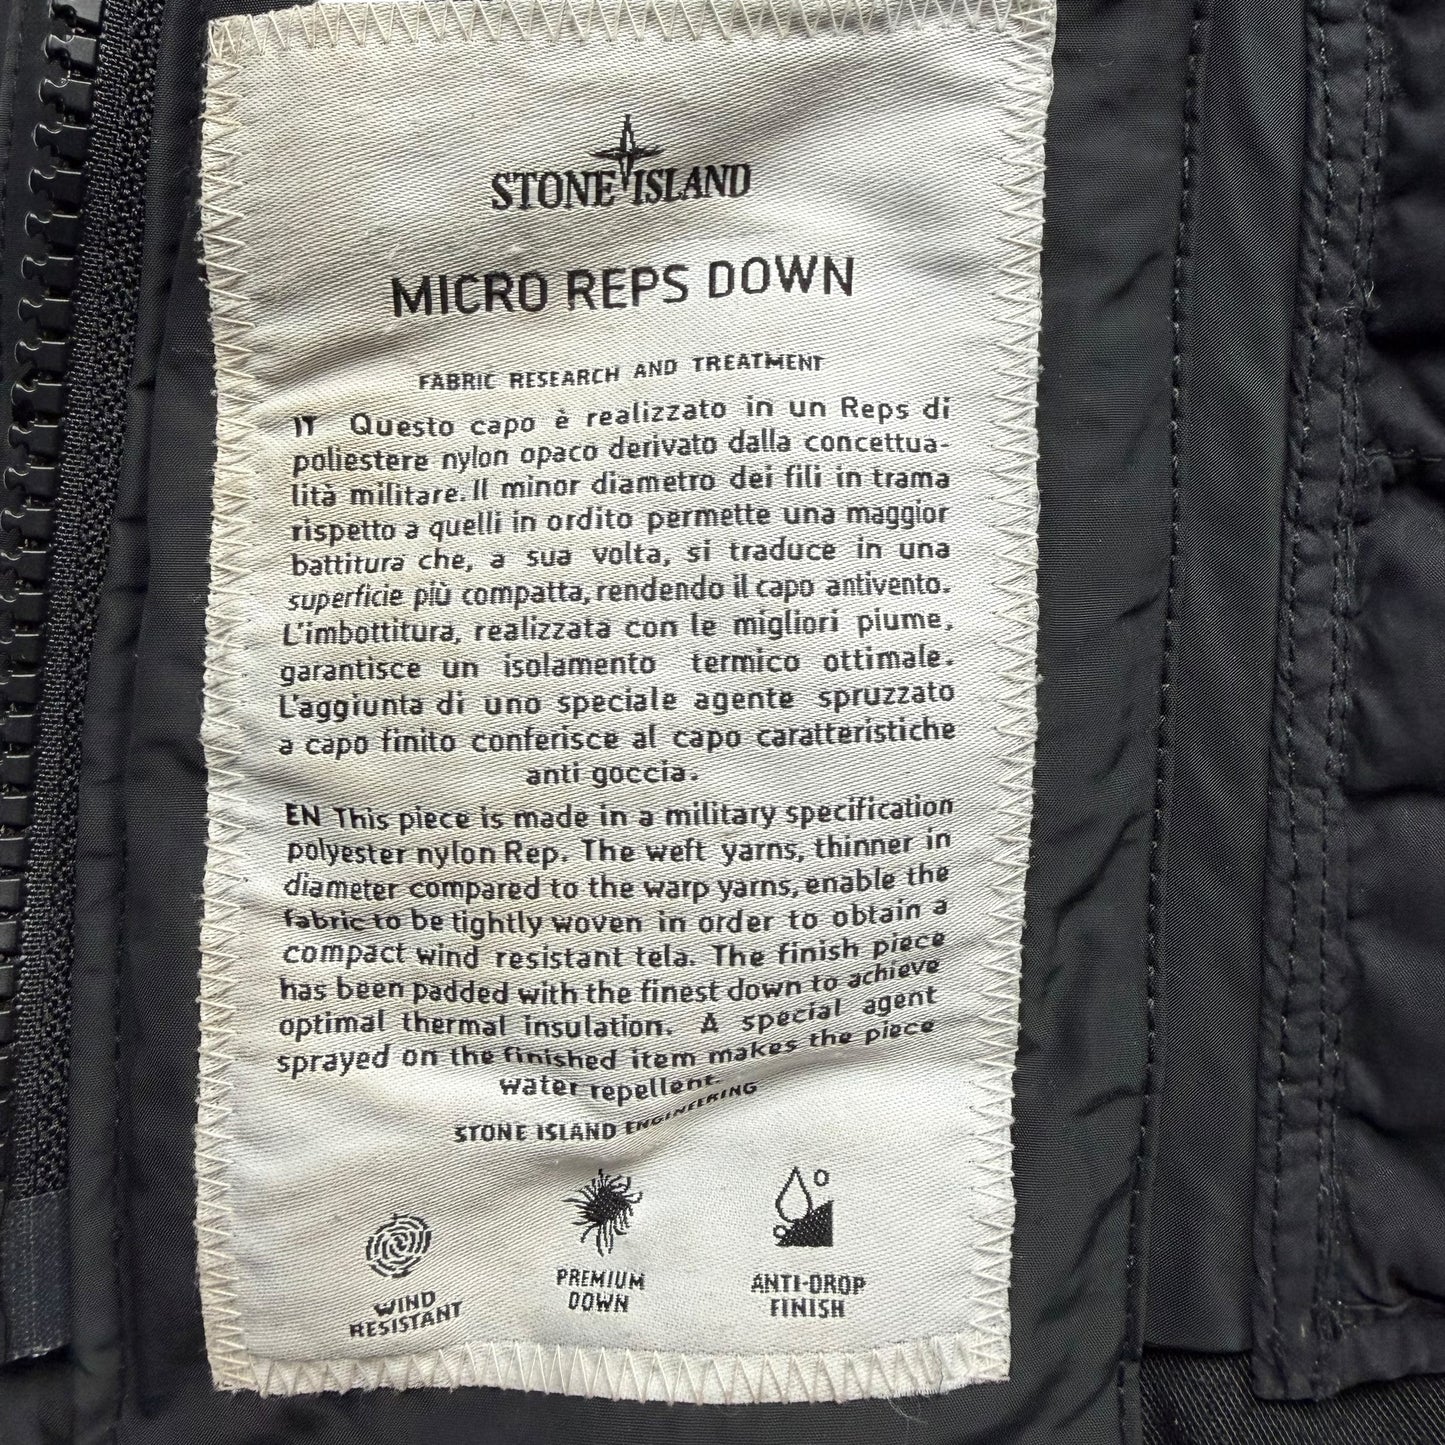 STONE ISLAND
MICRO REPS DOWN
FABRIC RESEARCH AND TREATMENT
IT Questo capo è realizzato in un Reps di
poliestere nylon opaco derivato dalla concettua-
lità militare. Il minor diametro dei fili in trama
rispetto a quelli in ordito permette una maggior
battitura che, a sua volta, si traduce in una
superficie più compatta, rendendo il capo antivento.
L'imbottitura, realizzata con le migliori piume,
garantisce un isolamento termico ottimale.
L'aggiunta di uno speciale agente spruzzato
a capo finito conferisce al capo caratteristiche
anti goccia.
EN This piece is made in a military specification
polyester nylon Rep. The weft yarns, thinner in
diameter compared to the warp yarns, enable the
fabric to be tightly woven in order to obtain a
compact wind resistant tela. The finish piece
has been padded with the finest down to achieve
optimal thermal insulation. A special agent
sprayed on the finished item makes the piece
water repellent.
STONE ISLAND ENGINEERING
WIND
RESISTANT
PREMIUM
DOWN
ANTI-DROP
FINISH